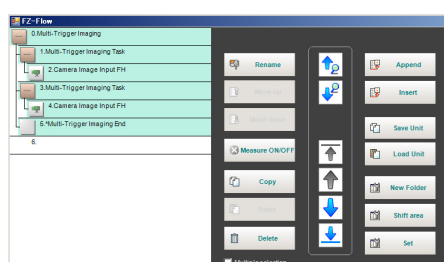 FZ-Flow
0.Multi-Trigger Imaging
1.Multi-Trigger Imaging Task
2.Camera Image Input FH
3.Multi-Trigger Imaging Task
4.Camera Image Input FH
5.*Multi-Trigger Imaging End
6.
Rename
Move up
Move down
Measure ON/OFF
Copy
Paste
Delete
Append
Insert
Save Unit
Load Unit
New Folder
Shift area
Set
Multiple selection